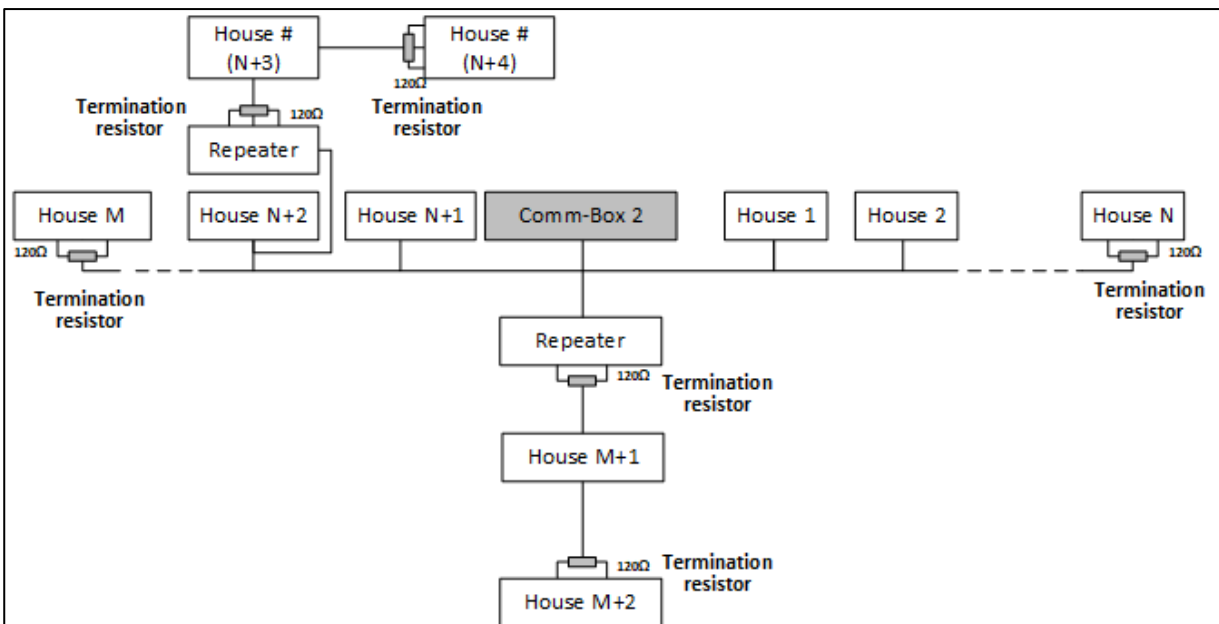 House #
(N+3)
House #
(N+4)
120Ω
Termination
resistor
120Ω
Termination
resistor
Repeater
House M
House N+2
House N+1
Comm-Box 2
House 1
House 2
House N
120Ω
120Ω
Termination
resistor
Termination
resistor
Repeater
120Ω
Termination
resistor
House M+1
120Ω
Termination
resistor
House M+2